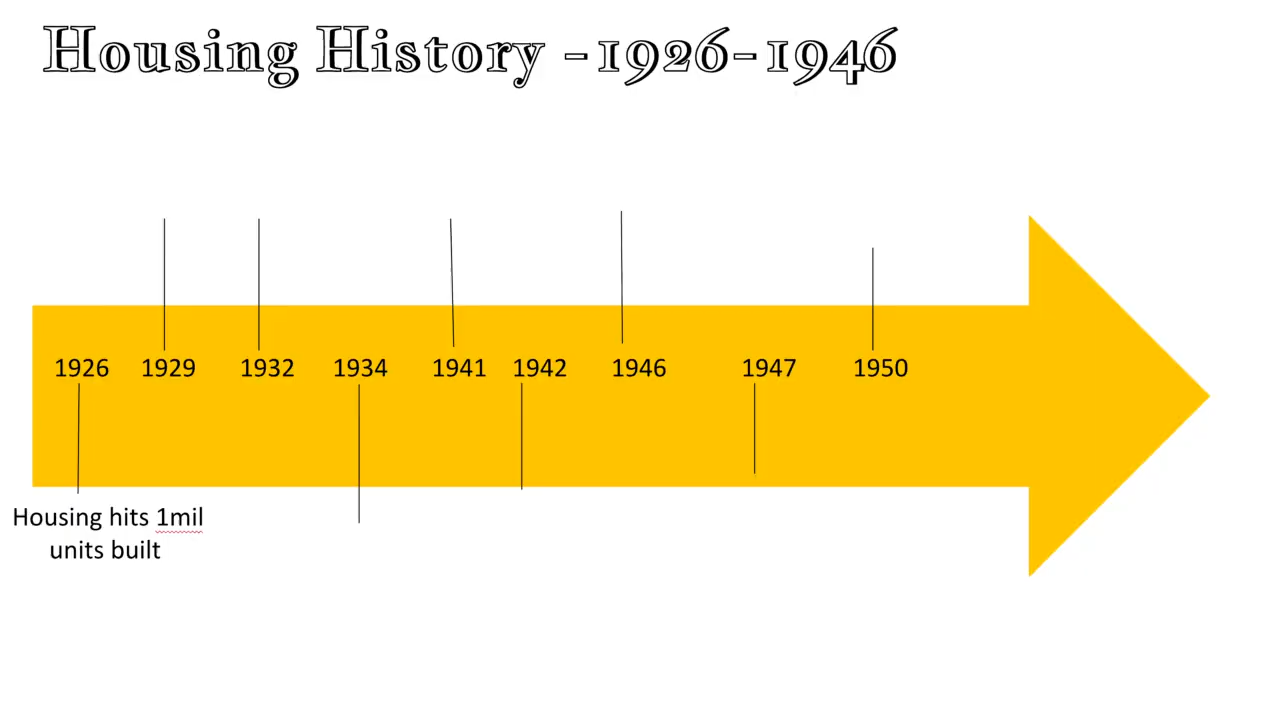 Housing History -1926-1946
1926 1929 1932 1934 1941 1942 1946 1947 1950
Housing hits 1mil
units built